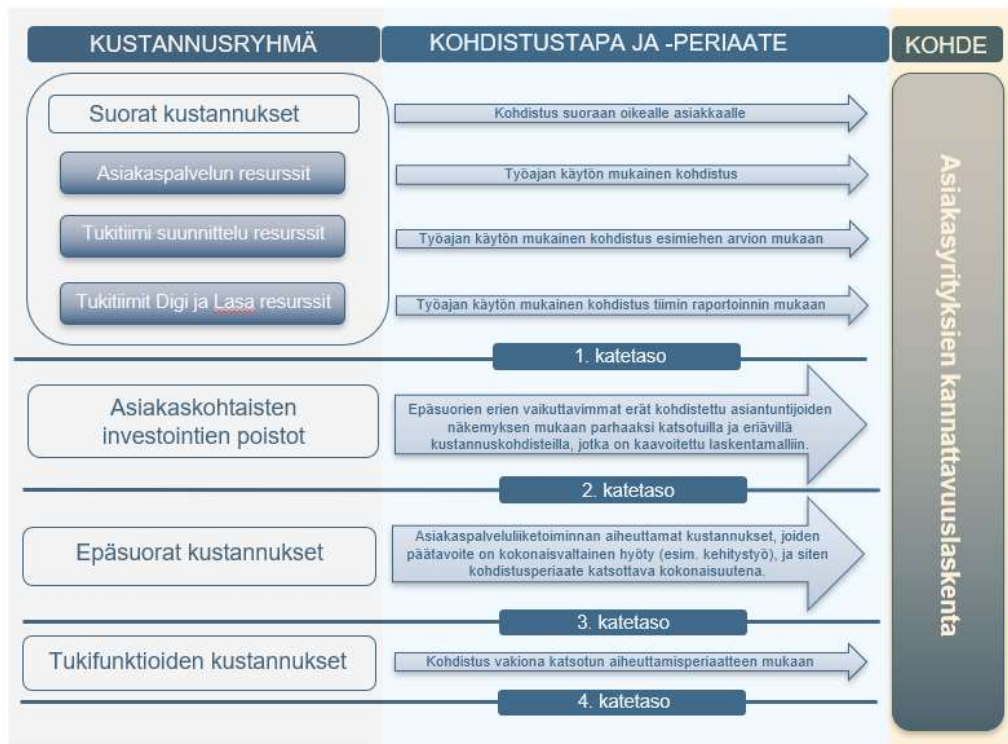 KUSTANNUSRYHMÄ
KOHDISTUSTAPA JA -PERIAATE
KOHDE
Suorat kustannukset
Kohdistus suoraan oikealle asiakkaalle
Asiakaspalvelun resurssit
Työajan käytön mukainen kohdistus
Tukitiimi suunnittelu resurssit
Työajan käytön mukainen kohdistus esimiehen arvion mukaan
Tukitiimit Digi ja Lasa resurssit
Työajan käytön mukainen kohdistus tiimin raportoinnin mukaan
1. katetaso
Asiakaskohtaisten
investointien poistot
Epäsuorien erien vaikuttavimmat erät kohdistettu asiantuntijoiden
näkemyksen mukaan parhaaksi katsotuilla ja eriävillä
kustannuskohdisteilla, jotka on kaavoitettu laskentamalliin.
2. katetaso
Epäsuorat kustannukset
Asiakaspalveluliiketoiminnan aiheuttamat kustannukset, joiden
päätavoite on kokonaisvaltainen hyöty (esim. kehitystyö), ja siten
kohdistusperiaate katsottava kokonaisuutena.
3. katetaso
Tukifunktioiden kustannukset
Kohdistus vakiona katsotun aiheuttamisperiaatteen mukaan
4. katetaso
Asiakasyrityksien kannattavuuslaskenta